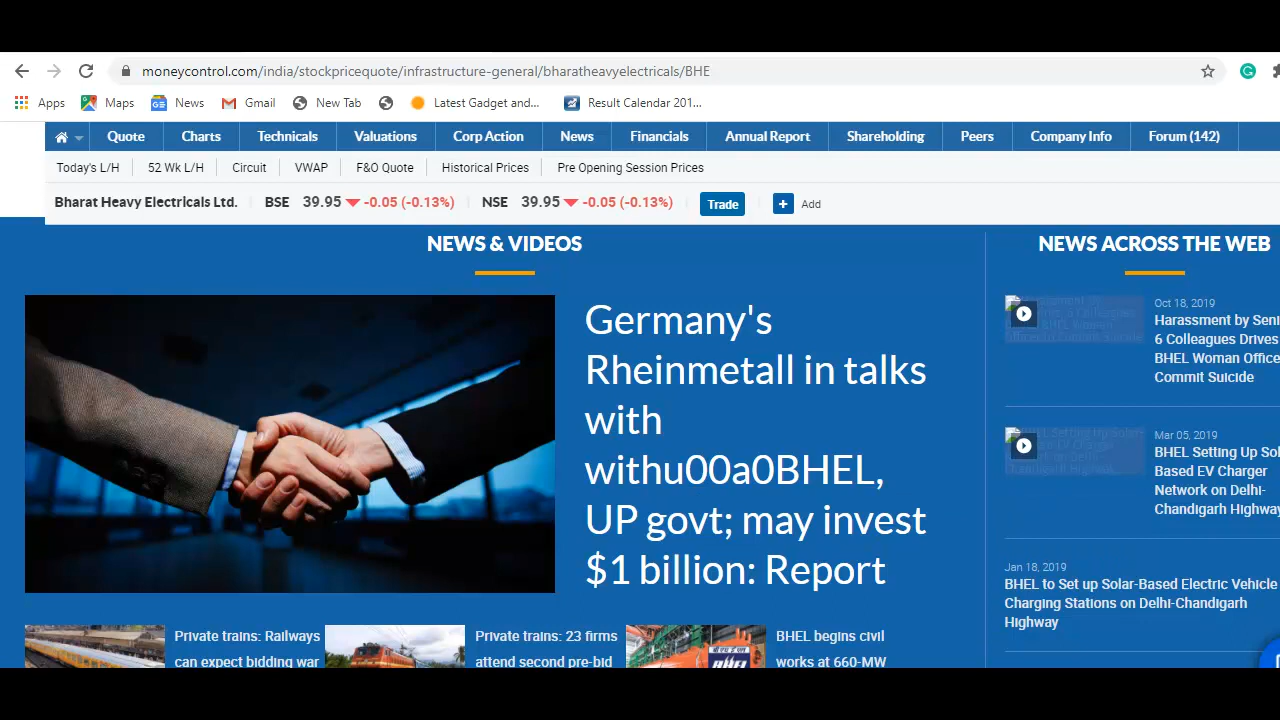 moneycontrol.com/india/stockpricequote/infrastructure-general/bharatheavyelectricals/BHE
Apps Maps News Gmail New Tab Latest Gadget and... Result Calendar 201...
Quote Charts Technicals Valuations Corp Action News Financials Annual Report Shareholding Peers Company Info Forum (142)
Today's L/H 52 Wk L/H Circuit VWAP F&O Quote Historical Prices Pre Opening Session Prices
Bharat Heavy Electricals Ltd. BSE 39.95 -0.05 (-0.13%) NSE 39.95 -0.05 (-0.13%) Trade + Add
NEWS & VIDEOS
Germany's
Rheinmetall in talks
with
withu00a0BHEL,
UP govt; may invest
$1 billion: Report
Private trains: Railways
can expect bidding war
Private trains: 23 firms
attend second pre-bid
BHEL begins civil
works at 660-MW
NEWS ACROSS THE WEB
Oct 18, 2019
Harassment by Seni
6 Colleagues Drives
BHEL Woman Office
Commit Suicide
Mar 05, 2019
BHEL Setting Up Sol
Based EV Charger
Network on Delhi-
Chandigarh Highway
Jan 18, 2019
BHEL to Set up Solar-Based Electric Vehicle
Charging Stations on Delhi-Chandigarh
Highway